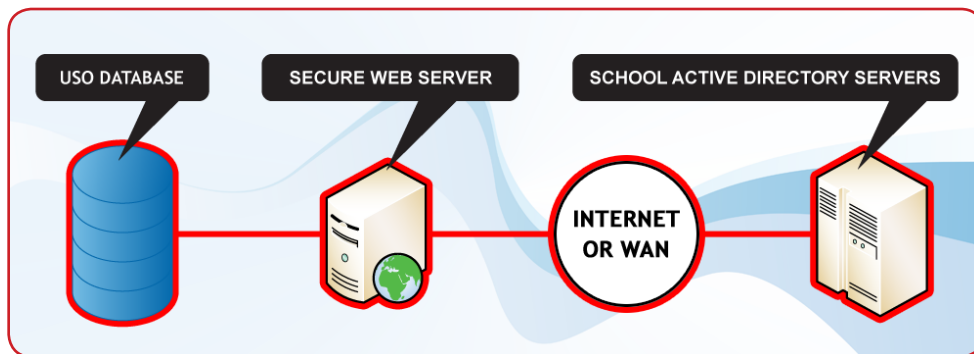 USO DATABASE
SECURE WEB SERVER
SCHOOL ACTIVE DIRECTORY SERVERS
INTERNET
OR WAN